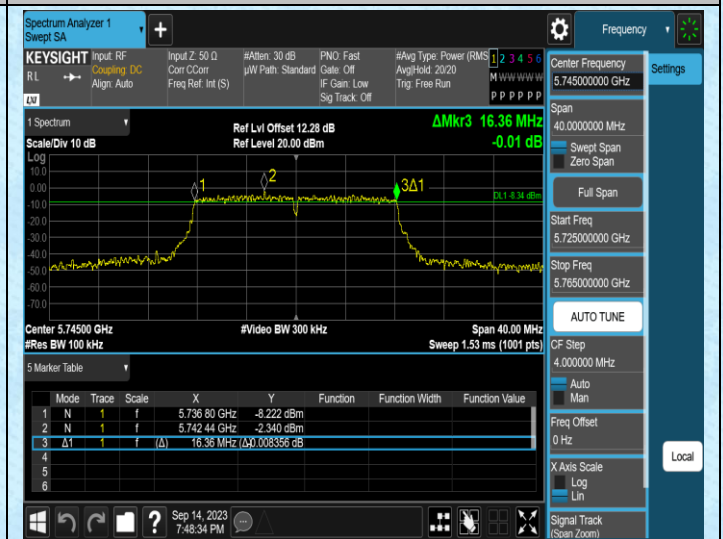 Spectrum Analyzer 1
Swept SA
+
Frequency
KEYSIGHT
RL
LXI
Input: RF
Coupling: DC
Align: Auto
Input Z: 50 Ω
Corr CCorr
Freq Ref: Int (S)
#Atten: 30 dB
µW Path: Standard
PNO: Fast
Gate: Off
IF Gain: Low
Sig Track: Off
#Avg Type: Power (RMS
Avg|Hold: 20/20
Trig: Free Run
1 2 3 4 5 6
M W W W W W
P P P P P P
1 Spectrum
Scale/Div 10 dB
Ref Lvl Offset 12.28 dB
Ref Level 20.00 dBm
ΔMkr3 16.36 MHz
-0.01 dB
Log
10.0
0.00
-10.0
-20.0
-30.0
-40.0
-50.0
-60.0
-70.0
1
2
3Δ1
DL1 -8.34 dBm
Center 5.74500 GHz
#Res BW 100 kHz
#Video BW 300 kHz
Span 40.00 MHz
Sweep 1.53 ms (1001 pts)
5 Marker Table
Mode Trace Scale X Y Function Function Width Function Value
1 N 1 f 5.736 80 GHz -8.222 dBm
2 N 1 f 5.742 44 GHz -2.340 dBm
3 Δ1 1 f (Δ) 16.36 MHz (Δ)-0.008356 dB
4
5
6
Sep 14, 2023
7:48:34 PM
?
Center Frequency
5.745000000 GHz
Settings
Span
40.0000000 MHz
Swept Span
Zero Span
Full Span
Start Freq
5.725000000 GHz
Stop Freq
5.765000000 GHz
AUTO TUNE
CF Step
4.000000 MHz
Auto
Man
Freq Offset
0 Hz
Local
X Axis Scale
Log
Lin
Signal Track
(Span Zoom)